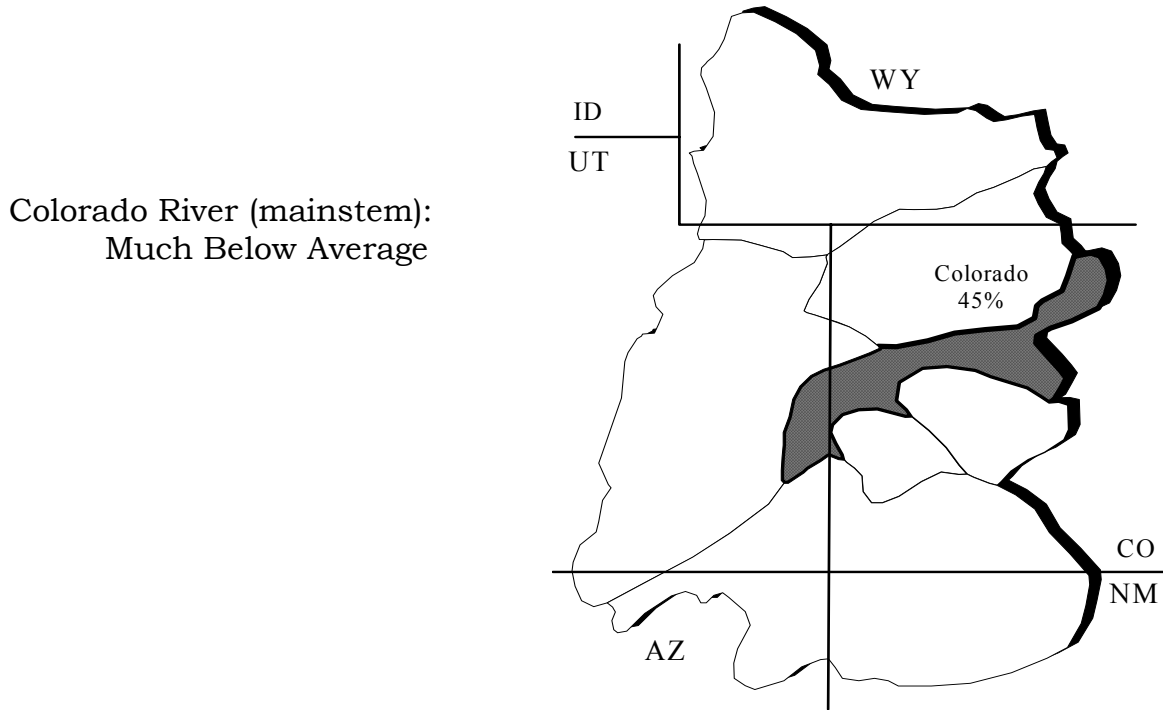 Colorado River (mainstem):
Much Below Average
WY
ID
UT
Colorado
45%
CO
NM
AZ